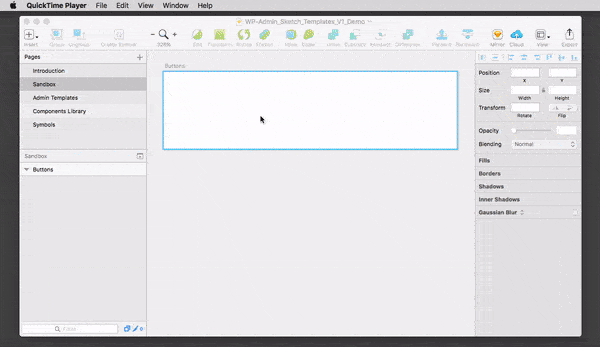 QuickTime Player File Edit View Window Help
WP-Admin_Sketch_Templates_V1_Demo
Insert Group Ungroup Create Symbol Edit Transform Rotate Flatten Mask Scale Union Subtract Intersect Difference Forward Backward Mirror Cloud View Export
Pages
Introduction
Sandbox
Admin Templates
Components Library
Symbols
Sandbox
Buttons
Buttons
Position
X Y
Size
Width Height
Transform
Rotate Flip
Opacity
Blending Normal
Fills
Borders
Shadows
Inner Shadows
Gaussian Blur